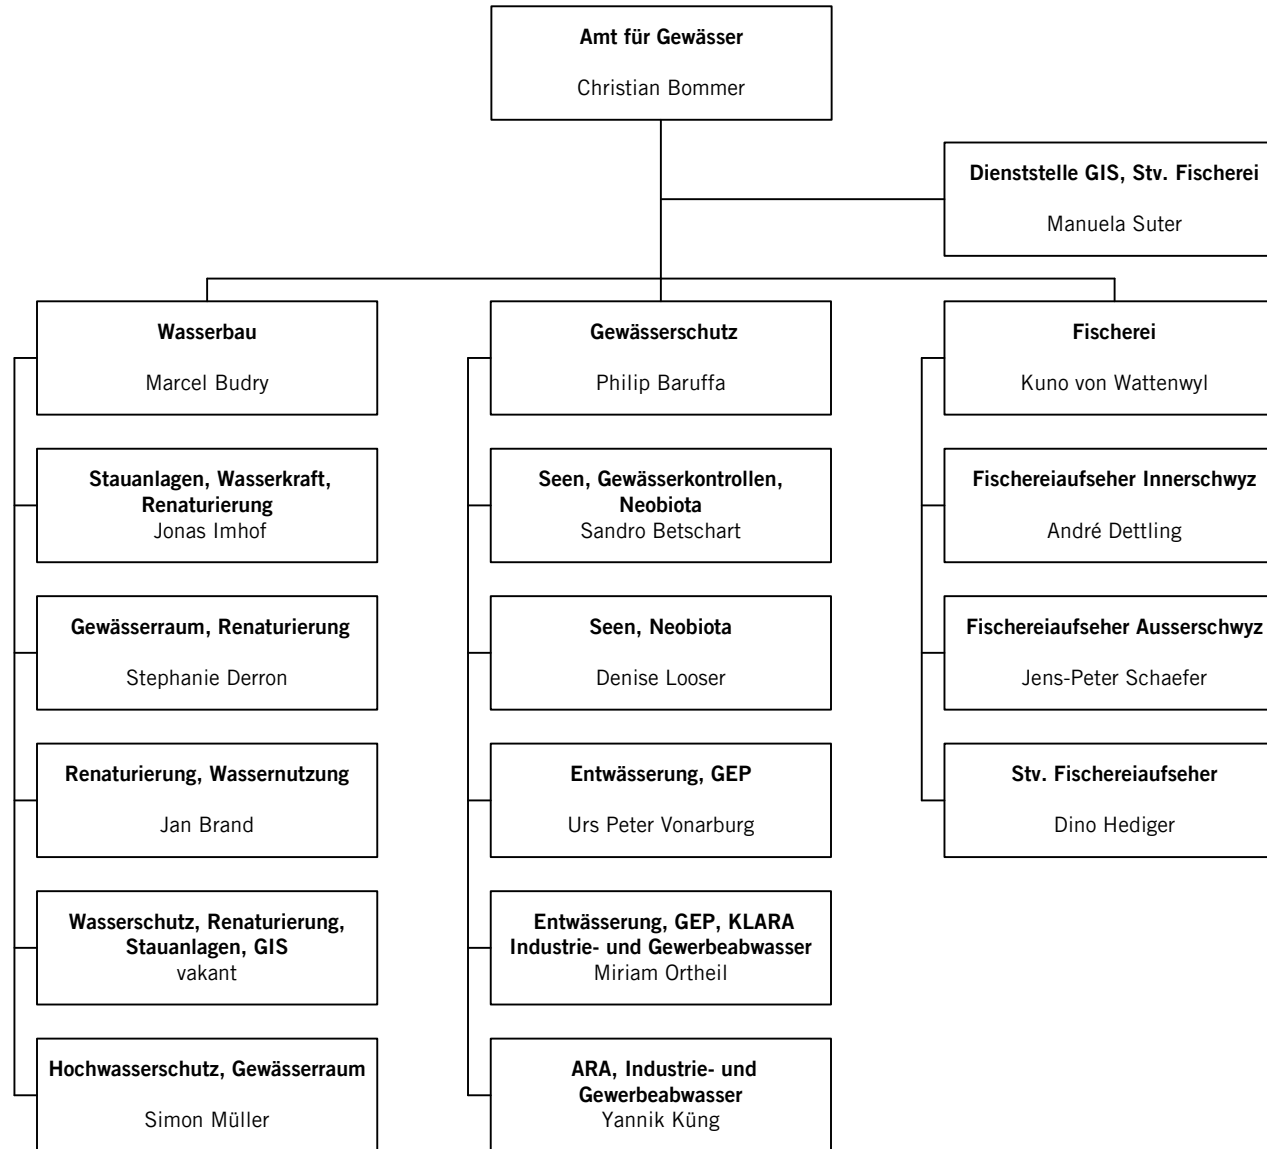 Amt für Gewässer
Christian Bommer
Dienststelle GIS, Stv. Fischerei
Manuela Suter
Wasserbau
Marcel Budry
Stauanlagen, Wasserkraft,
Renaturierung
Jonas Imhof
Gewässerraum, Renaturierung
Stephanie Derron
Renaturierung, Wassernutzung
Jan Brand
Wasserschutz, Renaturierung,
Stauanlagen, GIS
vakant
Hochwasserschutz, Gewässerraum
Simon Müller
Gewässerschutz
Philip Baruffa
Seen, Gewässerkontrollen,
Neobiota
Sandro Betschart
Seen, Neobiota
Denise Looser
Entwässerung, GEP
Urs Peter Vonarburg
Entwässerung, GEP, KLARA
Industrie- und Gewerbeabwasser
Miriam Ortheil
ARA, Industrie- und
Gewerbeabwasser
Yannik Küng
Fischerei
Kuno von Wattenwyl
Fischereiaufseher Innerschwyz
André Dettling
Fischereiaufseher Ausserschwyz
Jens-Peter Schaefer
Stv. Fischereiaufseher
Dino Hediger